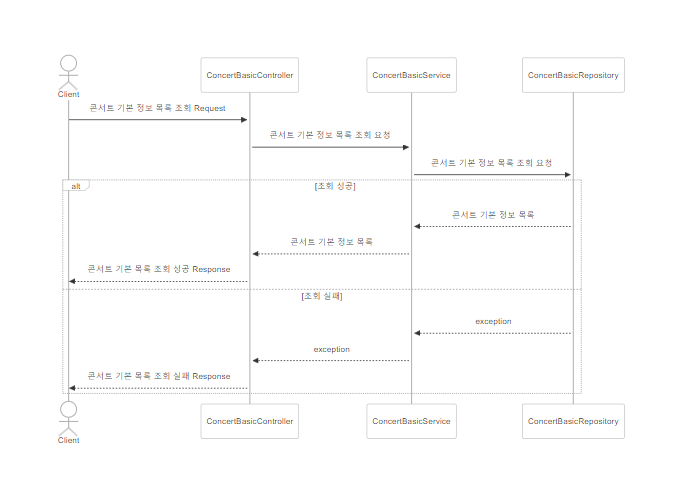 Client
ConcertBasicController
ConcertBasicService
ConcertBasicRepository
콘서트 기본 정보 목록 조회 Request
콘서트 기본 정보 목록 조회 요청
콘서트 기본 정보 목록 조회 요청
alt
[조회 성공]
콘서트 기본 정보 목록
콘서트 기본 정보 목록
콘서트 기본 목록 조회 성공 Response
[조회 실패]
exception
exception
콘서트 기본 목록 조회 실패 Response
Client
ConcertBasicController
ConcertBasicService
ConcertBasicRepository